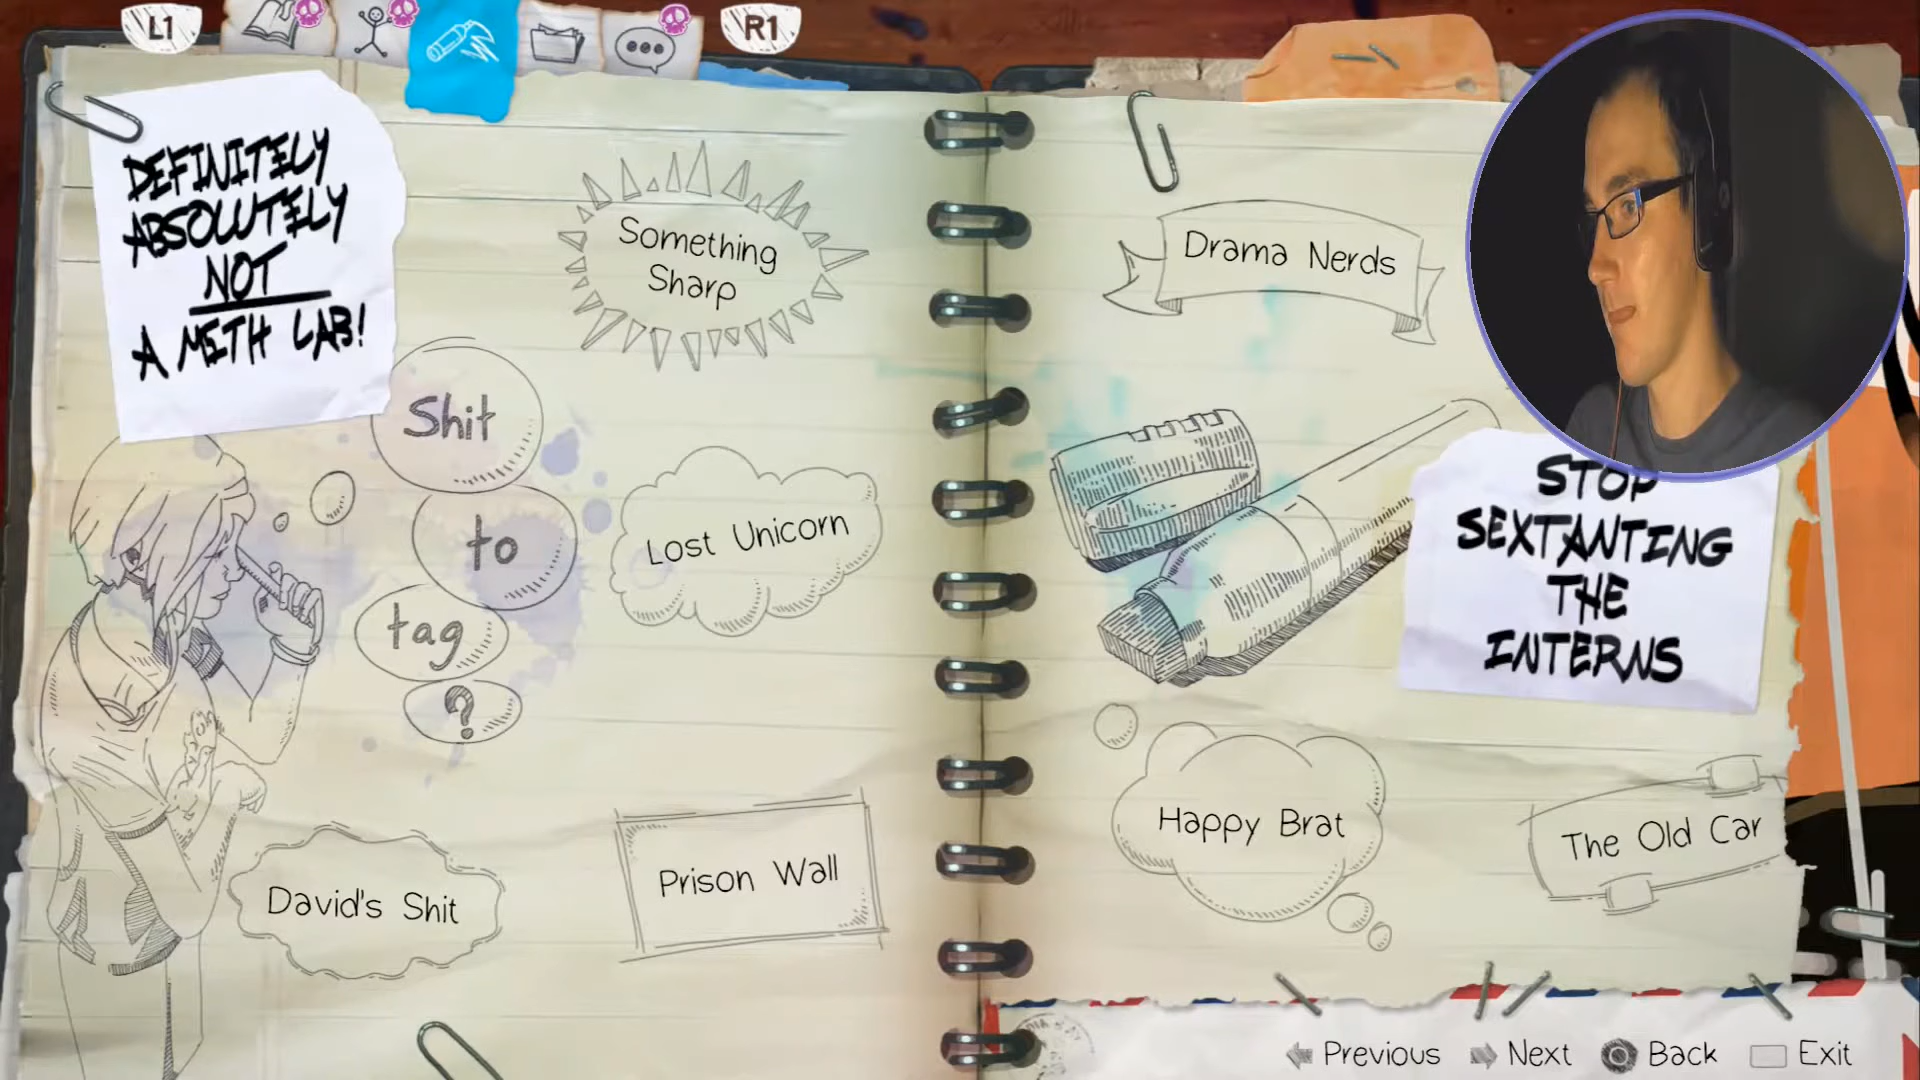 L1
R1
DEFINITELY
ABSOLUTELY
NOT
A METH LAB!
Something
Sharp
Shit
to
tag
?
Lost Unicorn
David's Shit
Prison Wall
Drama Nerds
STOP
SEXTANTING
THE
INTERNS
Happy Brat
The Old Car
Previous
Next
Back
Exit